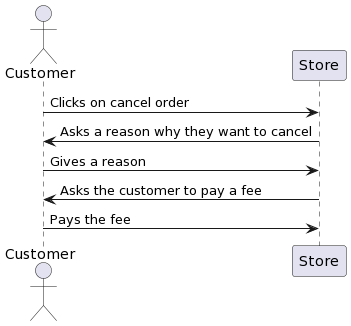 Customer
Store
Clicks on cancel order
Asks a reason why they want to cancel
Gives a reason
Asks the customer to pay a fee
Pays the fee
Customer
Store